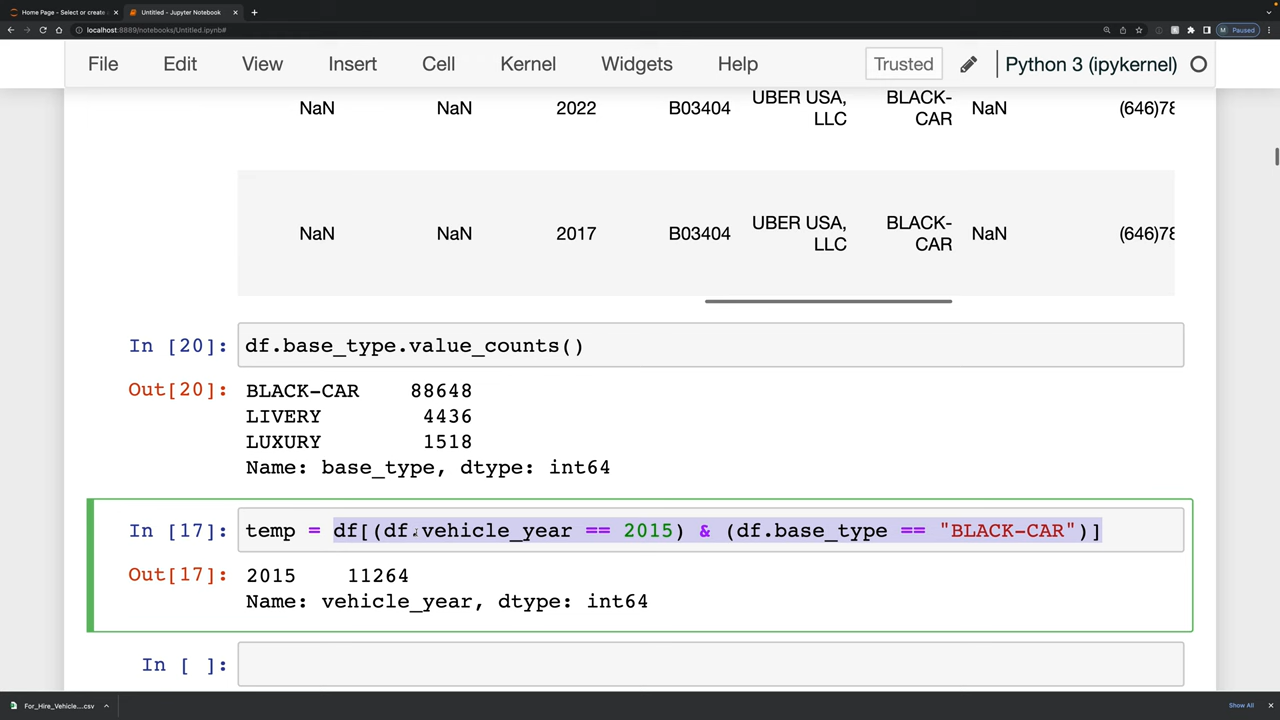 Home Page - Select or create
Untitled - Jupyter Notebook
localhost:8889/notebooks/Untitled.ipynb#
M Paused
File Edit View Insert Cell Kernel Widgets Help Trusted Python 3 (ipykernel)
NaN NaN 2022 B03404 UBER USA, LLC BLACK-CAR NaN (646)78
NaN NaN 2017 B03404 UBER USA, LLC BLACK-CAR NaN (646)78
In [20]: df.base_type.value_counts()
Out[20]: BLACK-CAR 88648
LIVERY 4436
LUXURY 1518
Name: base_type, dtype: int64
In [17]: temp = df[(df.vehicle_year == 2015) & (df.base_type == "BLACK-CAR")]
Out[17]: 2015 11264
Name: vehicle_year, dtype: int64
In [ ]:
For_Hire_Vehicle....csv
Show All